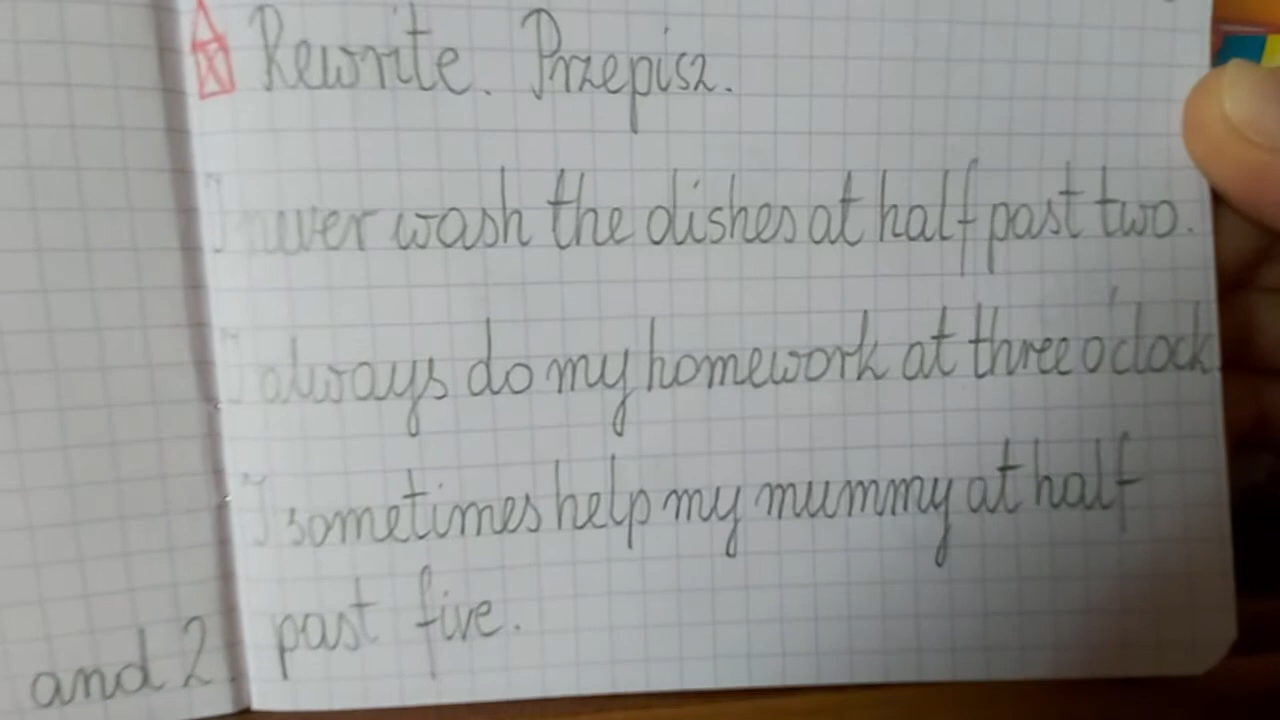 Rewrite. Przepisz.
wash the dishes at half past two.
I always do my homework at three o'clock
I sometimes help my mummy at half
past five.
and 2